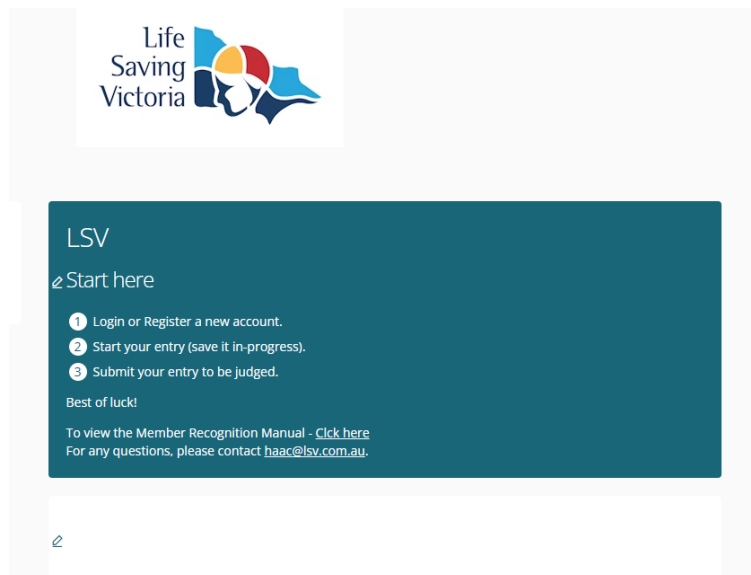 Life
Saving
Victoria
LSV
Start here
1 Login or Register a new account.
2 Start your entry (save it in-progress).
3 Submit your entry to be judged.
Best of luck!
To view the Member Recognition Manual - Clck here
For any questions, please contact haac@lsv.com.au.